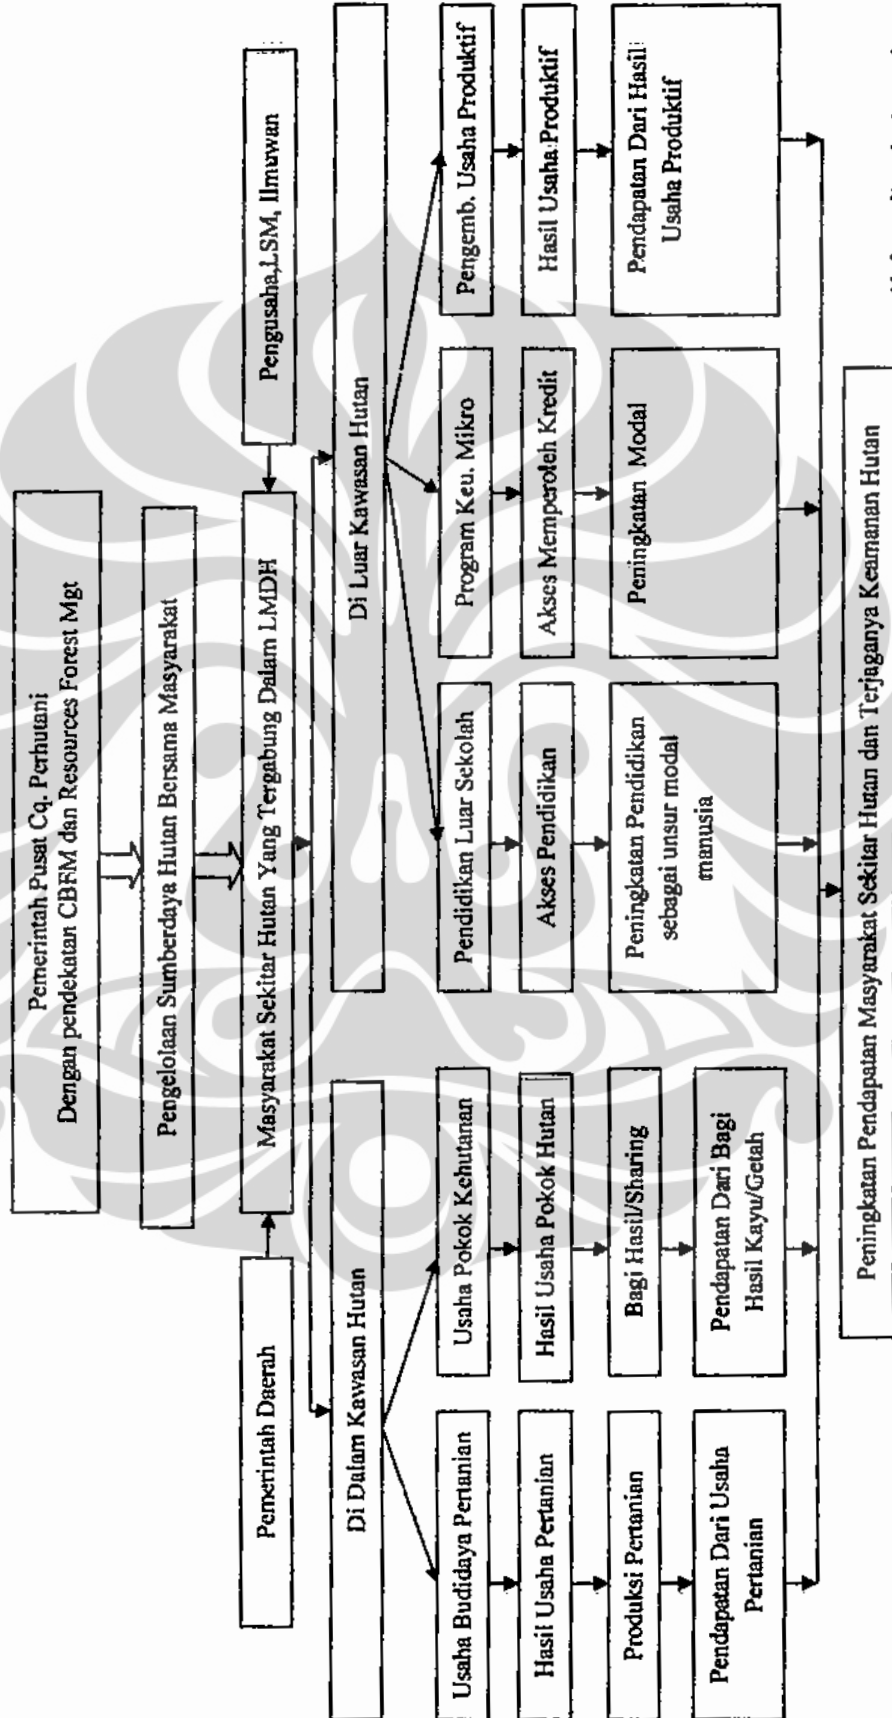 Pemerintah Pusat Cq. Perhutani
Dengan pendekatan CBFM dan Resources Forest Mgt
Pengelolaan Sumberdaya Hutan Bersama Masyarakat
Pemerintah Daerah
Masyarakat Sekitar Hutan Yang Tergabung Dalam LMDH
Pengusaha,LSM, Ilmuwan
Di Dalam Kawasan Hutan
Di Luar Kawasan Hutan
Usaha Budidaya Pertanian
Usaha Pokok Kehutanan
Pendidikan Luar Sekolah
Program Keu. Mikro
Pengemb. Usaha Produktif
Hasil Usaha Pertanian
Hasil Usaha Pokok Hutan
Akses Pendidikan
Akses Memperoleh Kredit
Hasil Usaha Produktif
Produksi Pertanian
Bagi Hasil/Sharing
Peningkatan Pendidikan
sebagai unsur modal
manusia
Peningkatan Modal
Pendapatan Dari Hasil
Usaha Produktif
Pendapatan Dari Usaha
Pertanian
Pendapatan Dari Bagi
Hasil Kayu/Getah
Peningkatan Pendapatan Masyarakat Sekitar Hutan dan Terjaganya Keamanan Hutan